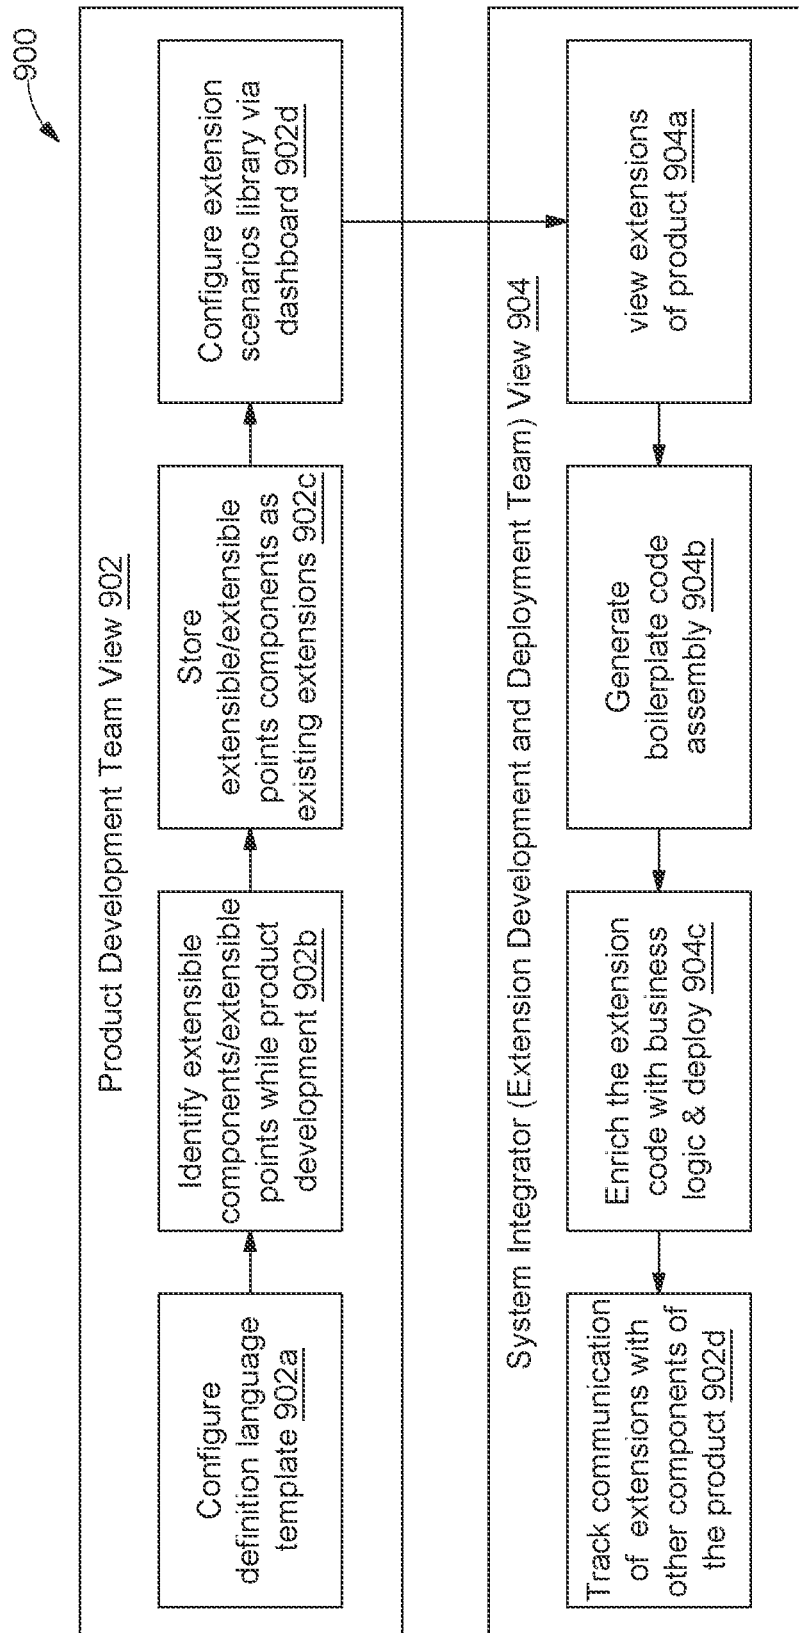 900
Product Development Team View 902
Configure
definition language
template 902a
Identify extensible
components/extensible
points while product
development 902b
Store
extensible/extensible
points components as
existing extensions 902c
Configure extension
scenarios library via
dashboard 902d
System Integrator (Extension Development and Deployment Team) View 904
view extensions
of product 904a
Generate
boilerplate code
assembly 904b
Enrich the extension
code with business
logic & deploy 904c
Track communication
of extensions with
other components of
the product 902d